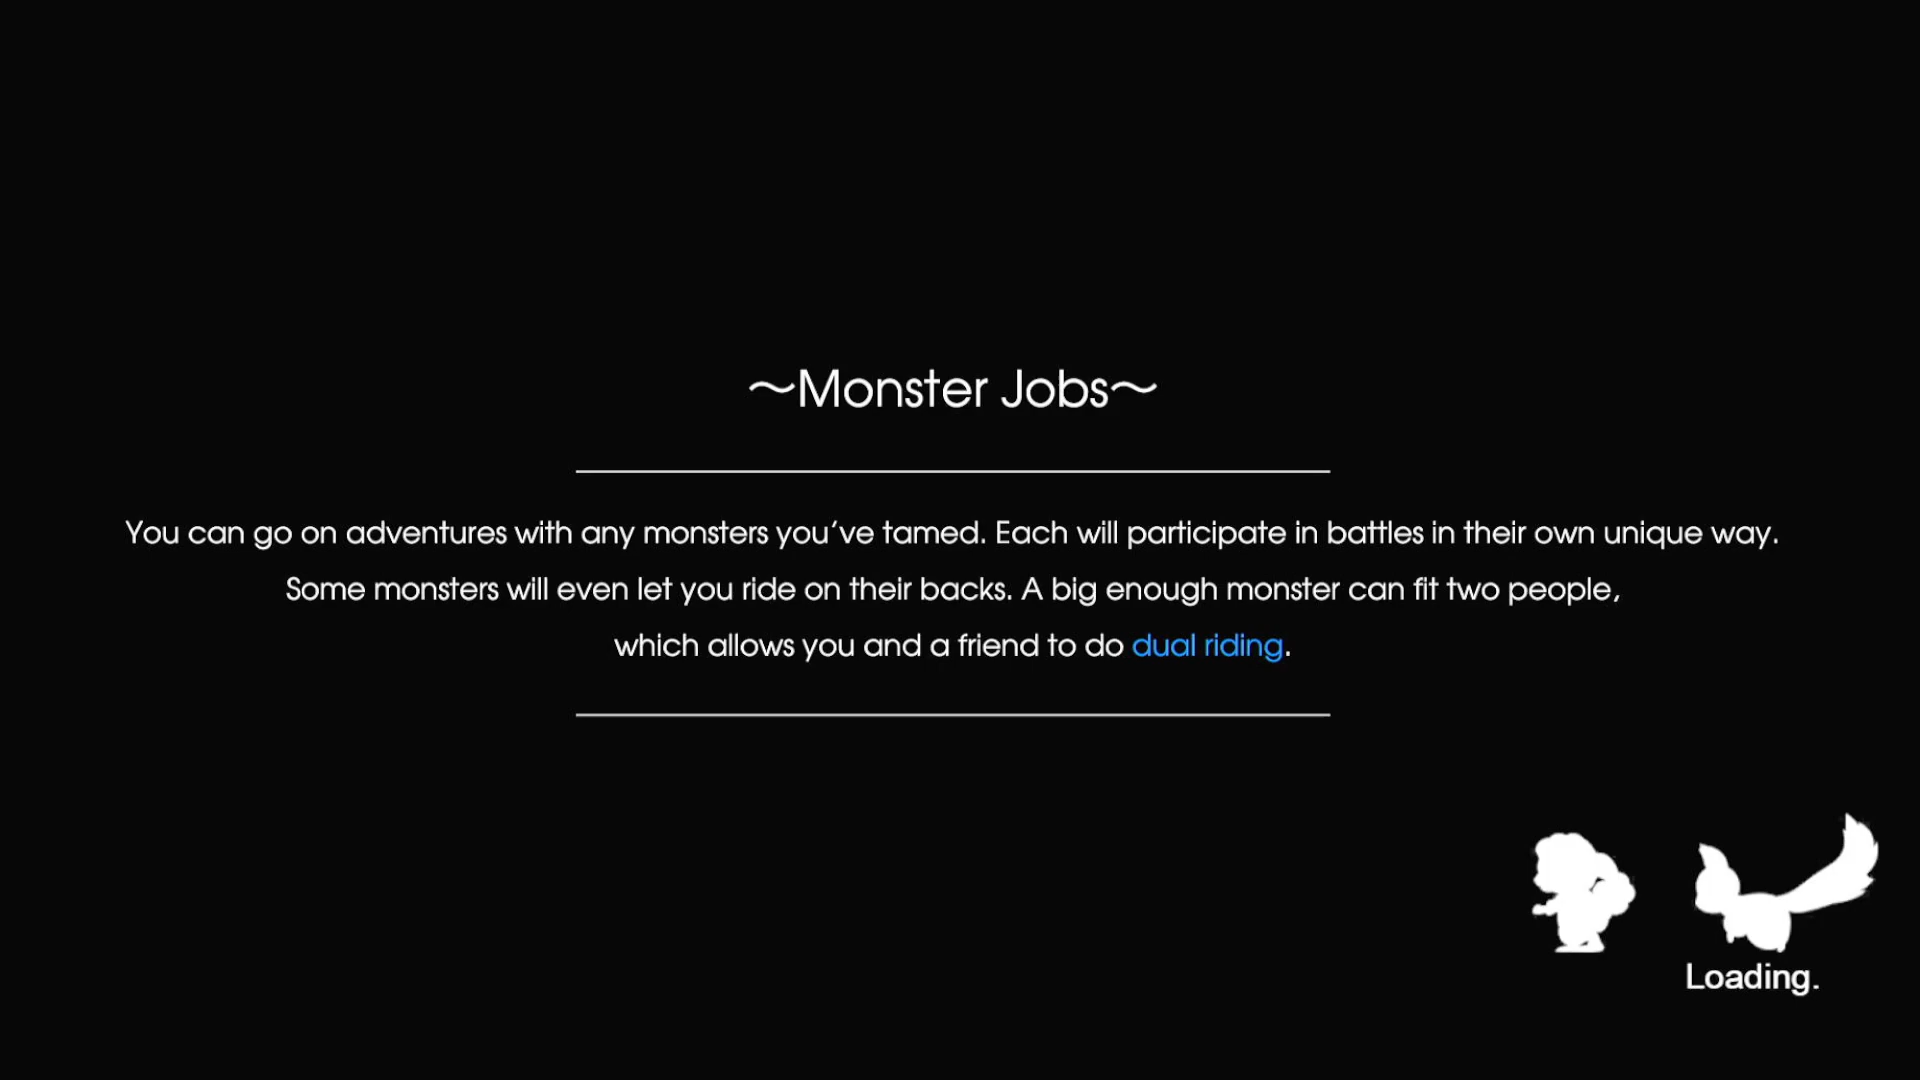 ～Monster Jobs～
You can go on adventures with any monsters you've tamed. Each will participate in battles in their own unique way.
Some monsters will even let you ride on their backs. A big enough monster can fit two people,
which allows you and a friend to do dual riding.
Loading.